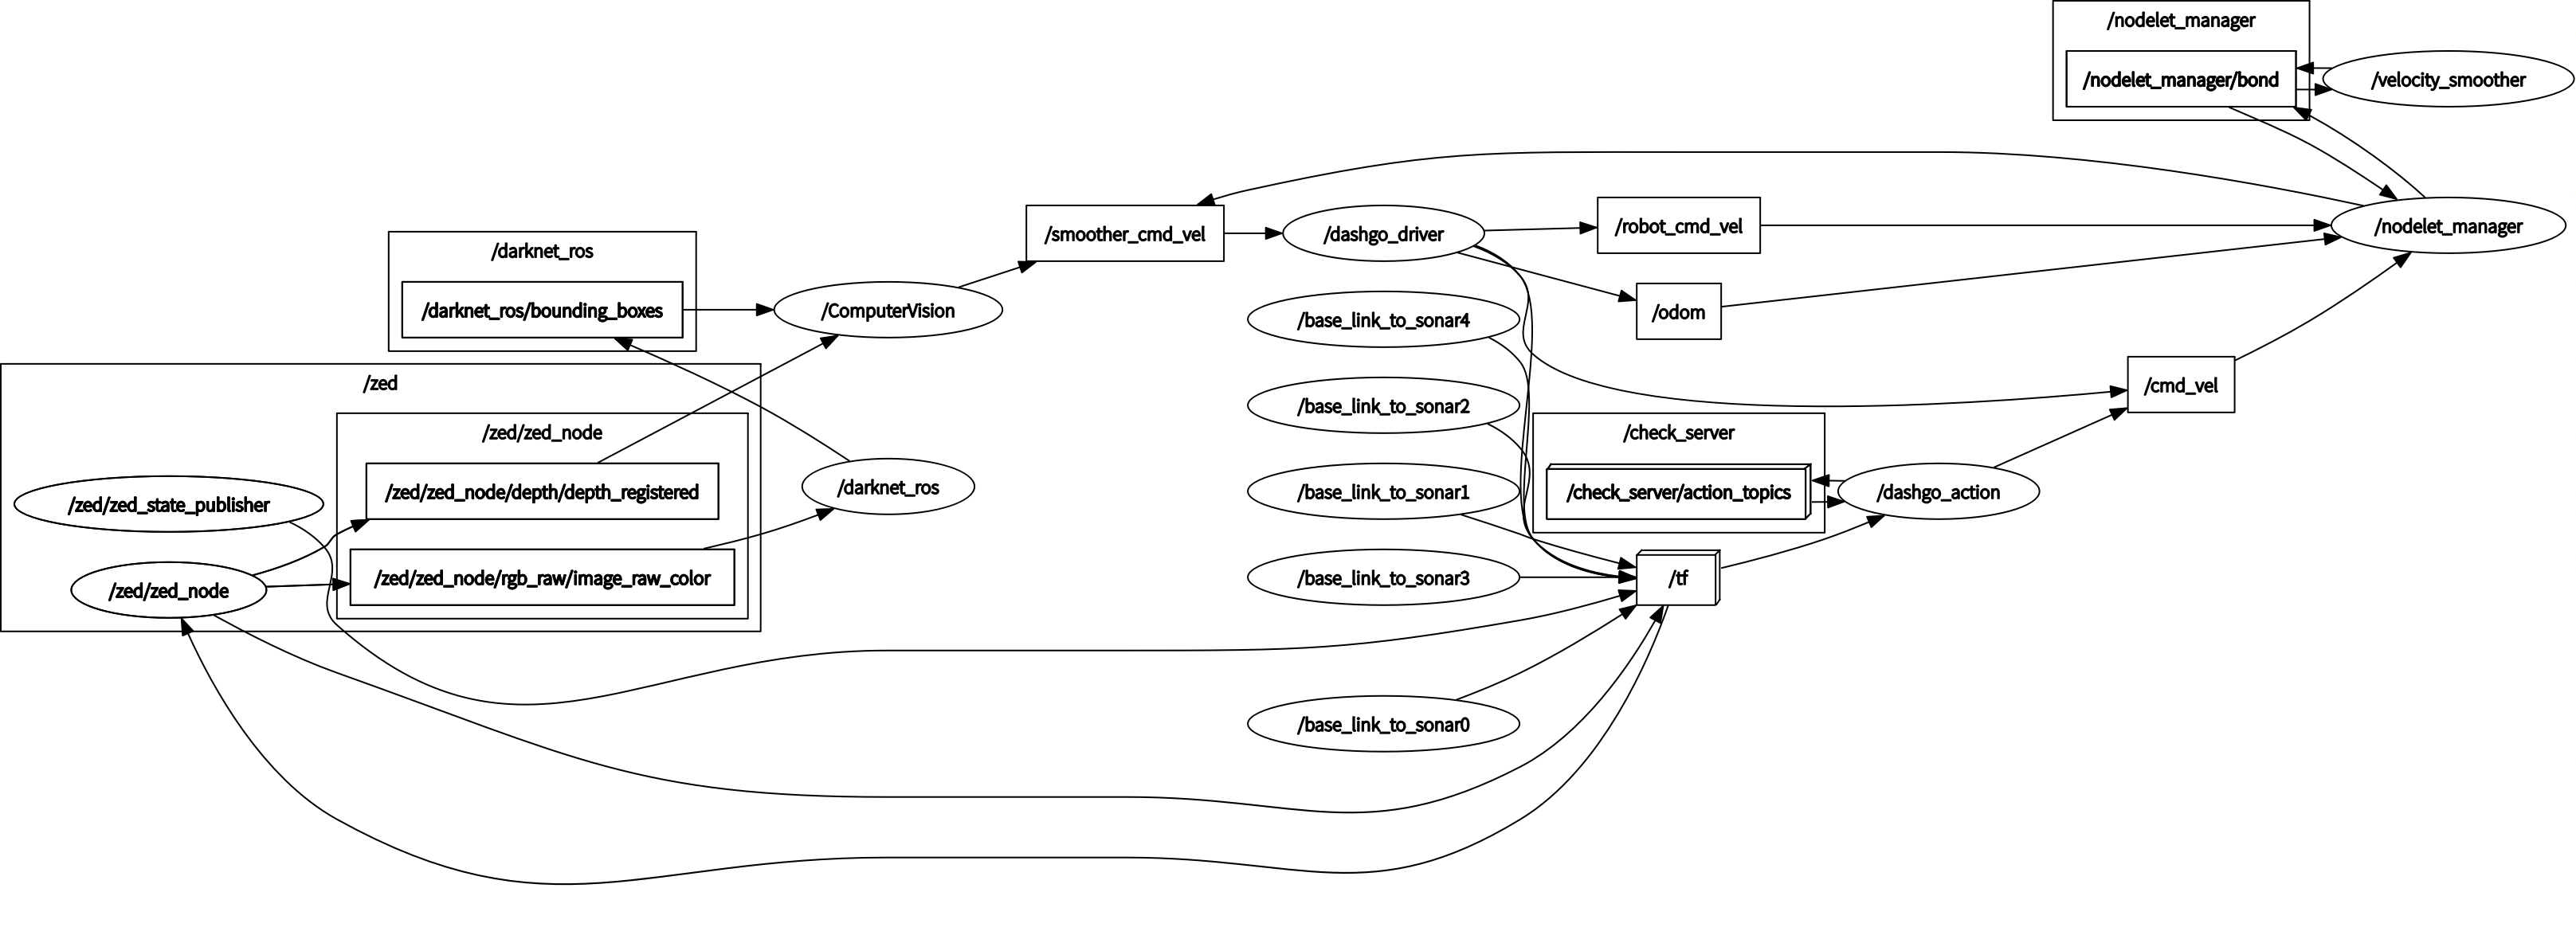 /nodelet_manager
/nodelet_manager/bond
/velocity_smoother
/robot_cmd_vel
/nodelet_manager
/smoother_cmd_vel
/dashgo_driver
/darknet_ros
/darknet_ros/bounding_boxes
/ComputerVision
/base_link_to_sonar4
/odom
/zed
/cmd_vel
/base_link_to_sonar2
/zed/zed_node
/check_server
/zed/zed_state_publisher
/zed/zed_node/depth/depth_registered
/darknet_ros
/base_link_to_sonar1
/check_server/action_topics
/dashgo_action
/zed/zed_node
/zed/zed_node/rgb_raw/image_raw_color
/base_link_to_sonar3
/tf
/base_link_to_sonar0